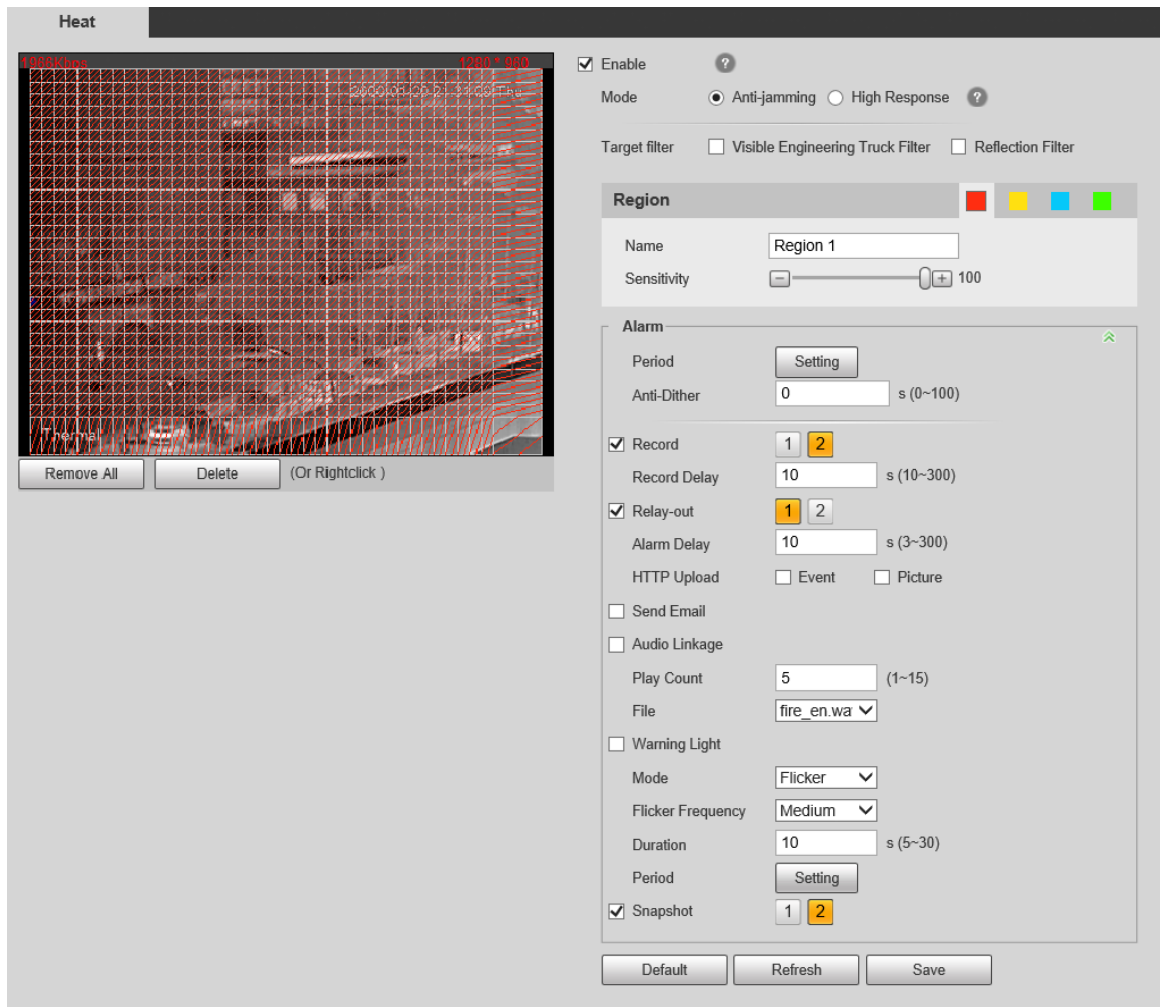 Heat
1966Kbps 1280 * 960
Thermal
Remove All Delete (Or Rightclick )
Enable ?
Mode Anti-jamming High Response ?
Target filter Visible Engineering Truck Filter Reflection Filter
Region
Name Region 1
Sensitivity − + 100
Alarm
Period Setting
Anti-Dither 0 s (0~100)
Record 1 2
Record Delay 10 s (10~300)
Relay-out 1 2
Alarm Delay 10 s (3~300)
HTTP Upload Event Picture
Send Email
Audio Linkage
Play Count 5 (1~15)
File fire_en.wa
Warning Light
Mode Flicker
Flicker Frequency Medium
Duration 10 s (5~30)
Period Setting
Snapshot 1 2
Default Refresh Save